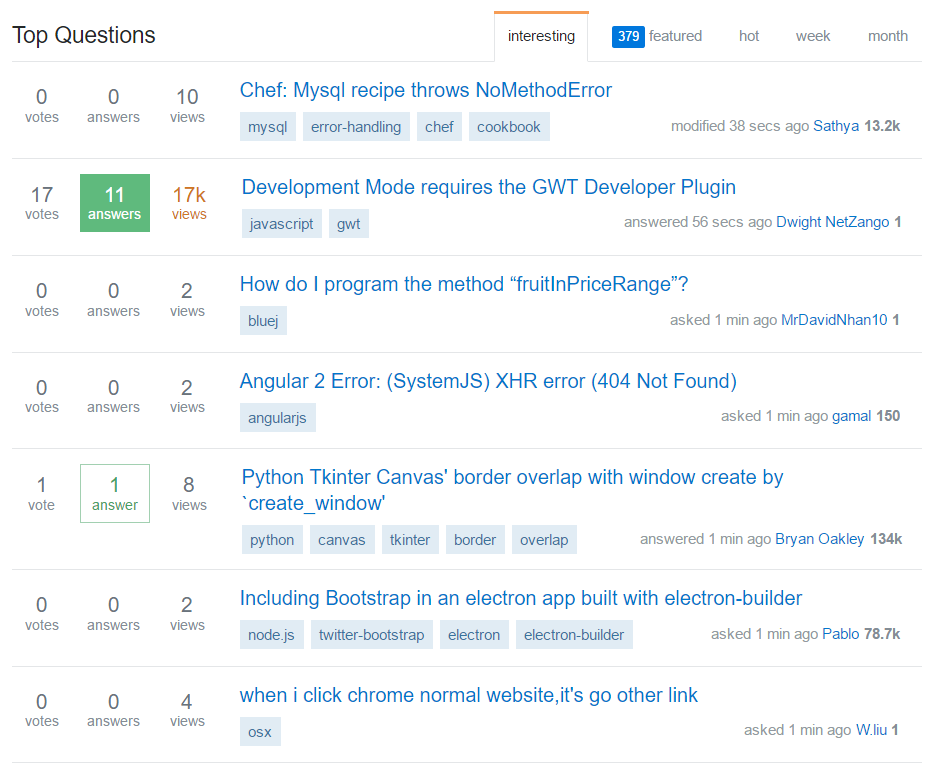 Top Questions interesting 379 featured hot week month
0 0 10 Chef: Mysql recipe throws NoMethodError
votes answers views
mysql error-handling chef cookbook modified 38 secs ago Sathya 13.2k
17 11 17k Development Mode requires the GWT Developer Plugin
votes answers views
javascript gwt answered 56 secs ago Dwight NetZango 1
0 0 2 How do I program the method “fruitInPriceRange”?
votes answers views
bluej asked 1 min ago MrDavidNhan10 1
0 0 2 Angular 2 Error: (SystemJS) XHR error (404 Not Found)
votes answers views
angularjs asked 1 min ago gamal 150
1 1 8 Python Tkinter Canvas' border overlap with window create by
vote answer views `create_window'
python canvas tkinter border overlap answered 1 min ago Bryan Oakley 134k
0 0 2 Including Bootstrap in an electron app built with electron-builder
votes answers views
node.js twitter-bootstrap electron electron-builder asked 1 min ago Pablo 78.7k
0 0 4 when i click chrome normal website,it's go other link
votes answers views
osx asked 1 min ago W.liu 1